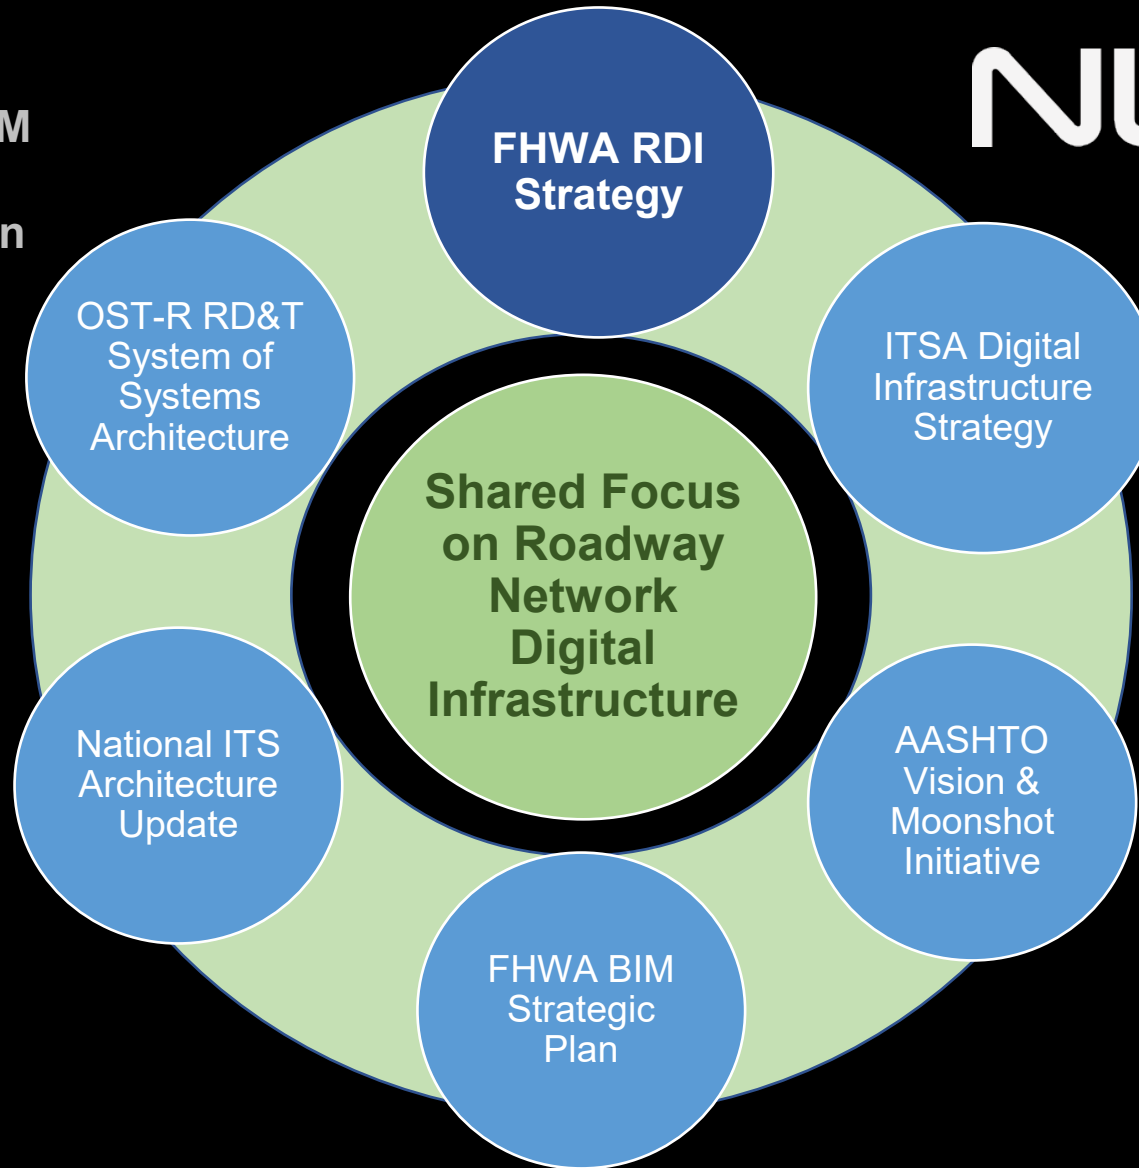 M
n
NU
FHWA RDI
Strategy
OST-R RD&T
System of
Systems
Architecture
ITSA Digital
Infrastructure
Strategy
Shared Focus
on Roadway
Network
Digital
Infrastructure
National ITS
Architecture
Update
AASHTO
Vision &
Moonshot
Initiative
FHWA BIM
Strategic
Plan